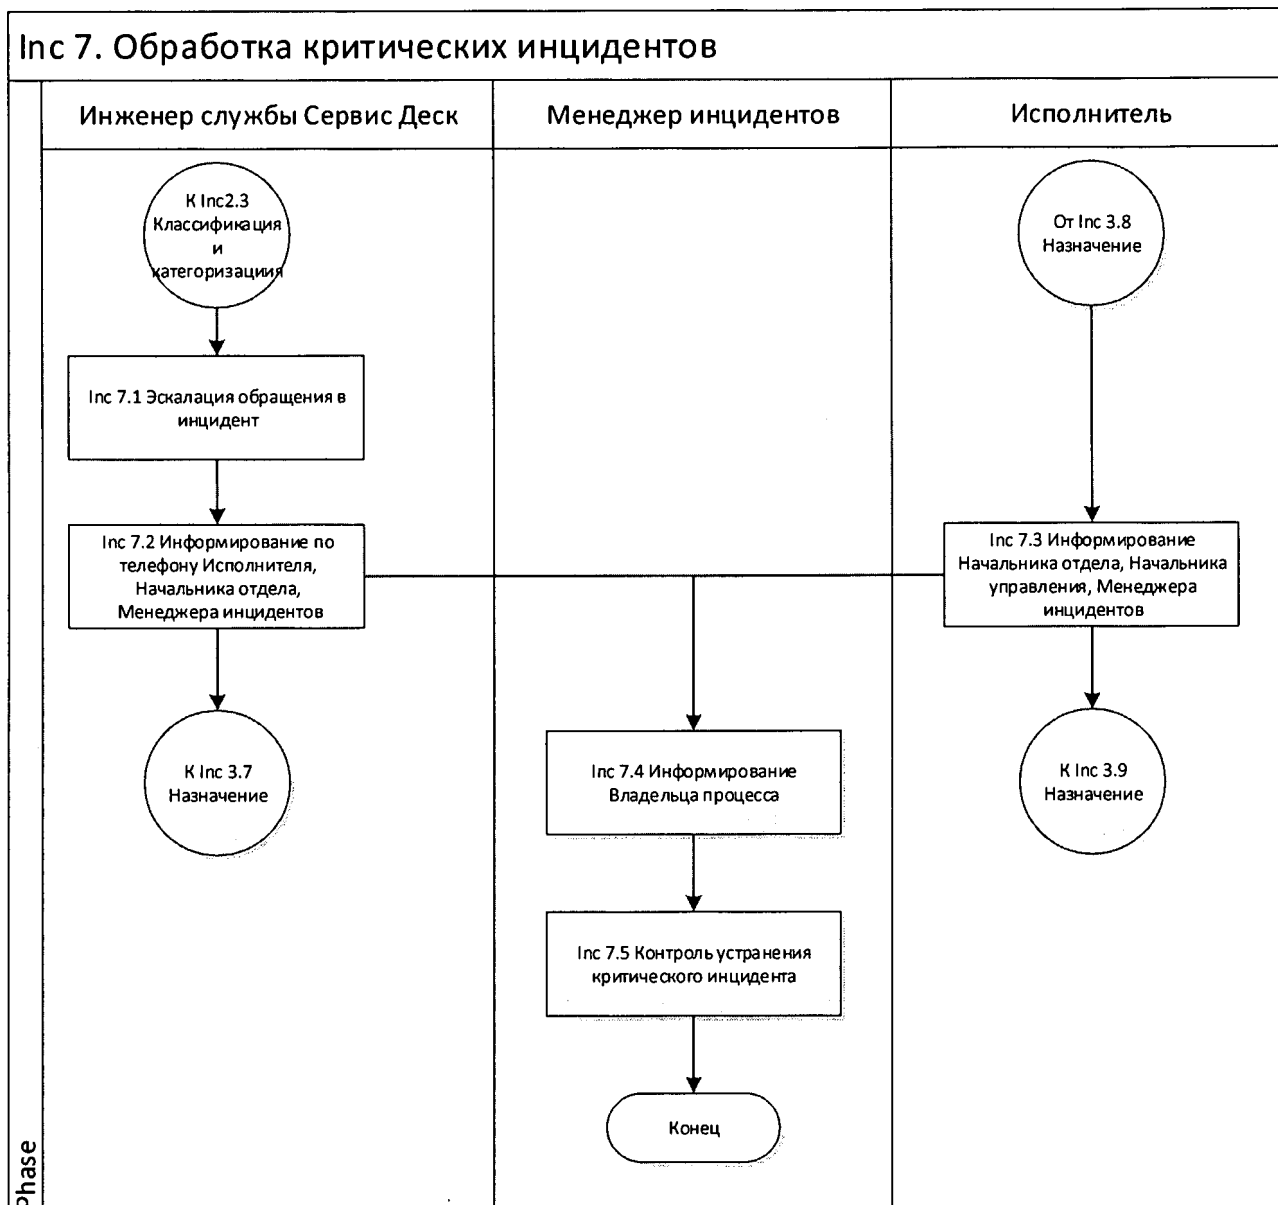 Inc 7. Обработка критических инцидентов
Инженер службы Сервис Деск
Менеджер инцидентов
Исполнитель
К Inc2.3
Классификация
и
категоризациия
От Inc 3.8
Назначение
Inc 7.1 Эскалация обращения в
инцидент
Inc 7.2 Информирование по
телефону Исполнителя,
Начальника отдела,
Менеджера инцидентов
Inc 7.3 Информирование
Начальника отдела, Начальника
управления, Менеджера
инцидентов
К Inc 3.7
Назначение
Inc 7.4 Информирование
Владельца процесса
К Inc 3.9
Назначение
Inc 7.5 Контроль устранения
критического инцидента
Конец
Phase